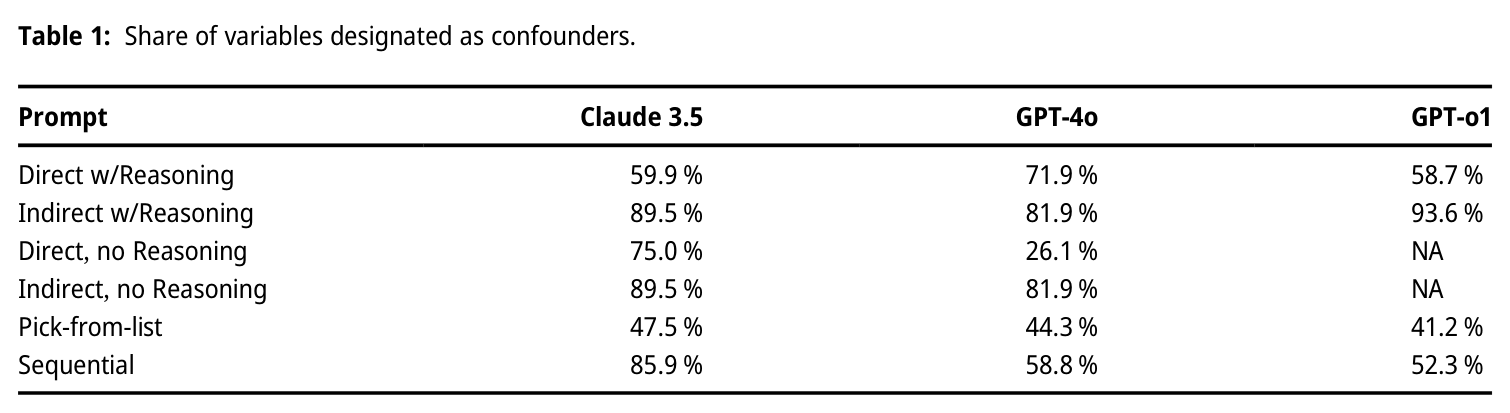 Table 1: Share of variables designated as confounders.
Prompt Claude 3.5 GPT-4o GPT-o1
Direct w/Reasoning 59.9 % 71.9 % 58.7 %
Indirect w/Reasoning 89.5 % 81.9 % 93.6 %
Direct, no Reasoning 75.0 % 26.1 % NA
Indirect, no Reasoning 89.5 % 81.9 % NA
Pick-from-list 47.5 % 44.3 % 41.2 %
Sequential 85.9 % 58.8 % 52.3 %